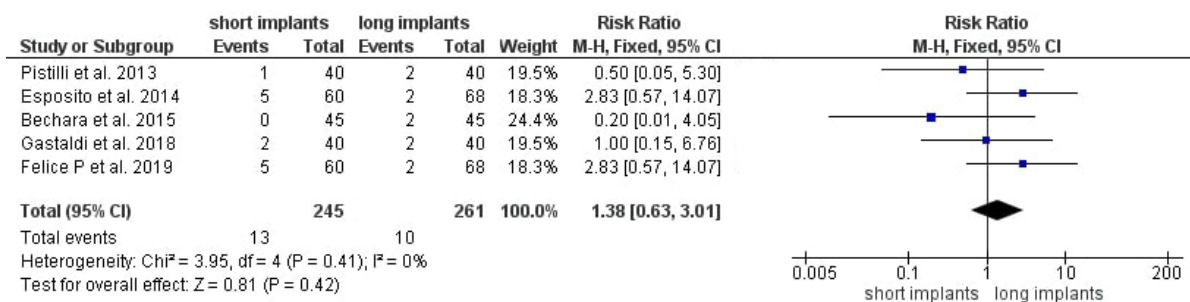 short implants long implants Risk Ratio Risk Ratio
Study or Subgroup Events Total Events Total Weight M-H, Fixed, 95% CI M-H, Fixed, 95% CI
Pistilli et al. 2013 1 40 2 40 19.5% 0.50 [0.05, 5.30]
Esposito et al. 2014 5 60 2 68 18.3% 2.83 [0.57, 14.07]
Bechara et al. 2015 0 45 2 45 24.4% 0.20 [0.01, 4.05]
Gastaldi et al. 2018 2 40 2 40 19.5% 1.00 [0.15, 6.76]
Felice P et al. 2019 5 60 2 68 18.3% 2.83 [0.57, 14.07]
Total (95% CI) 245 261 100.0% 1.38 [0.63, 3.01]
Total events 13 10
Heterogeneity: Chi² = 3.95, df = 4 (P = 0.41); I² = 0%
Test for overall effect: Z = 0.81 (P = 0.42)
0.005 0.1 1 10 200
short implants long implants